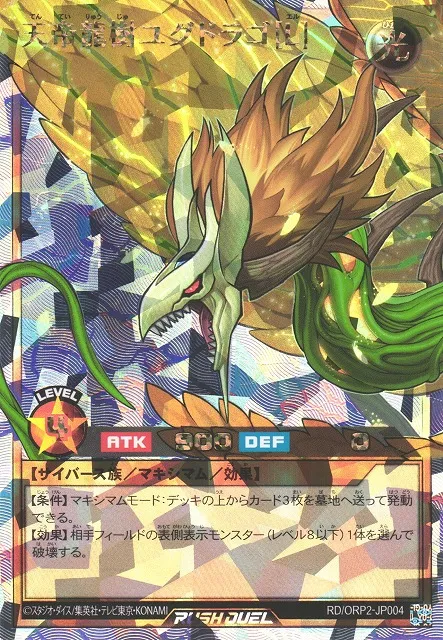 天帝龍樹ユグドラゴ[L]
光
LEVEL
4
ATK 900 DEF 0
【サイバース族／マキシマム／効果】
【条件】マキシマムモード：デッキの上からカード3枚を墓地へ送って発動
できる。
【効果】相手フィールドの表側表示モンスター（レベル8以下）1体を選んで
破壊する。
©スタジオ・ダイス/集英社・テレビ東京・KONAMI
RUSH DUEL
RD/ORP2-JP004